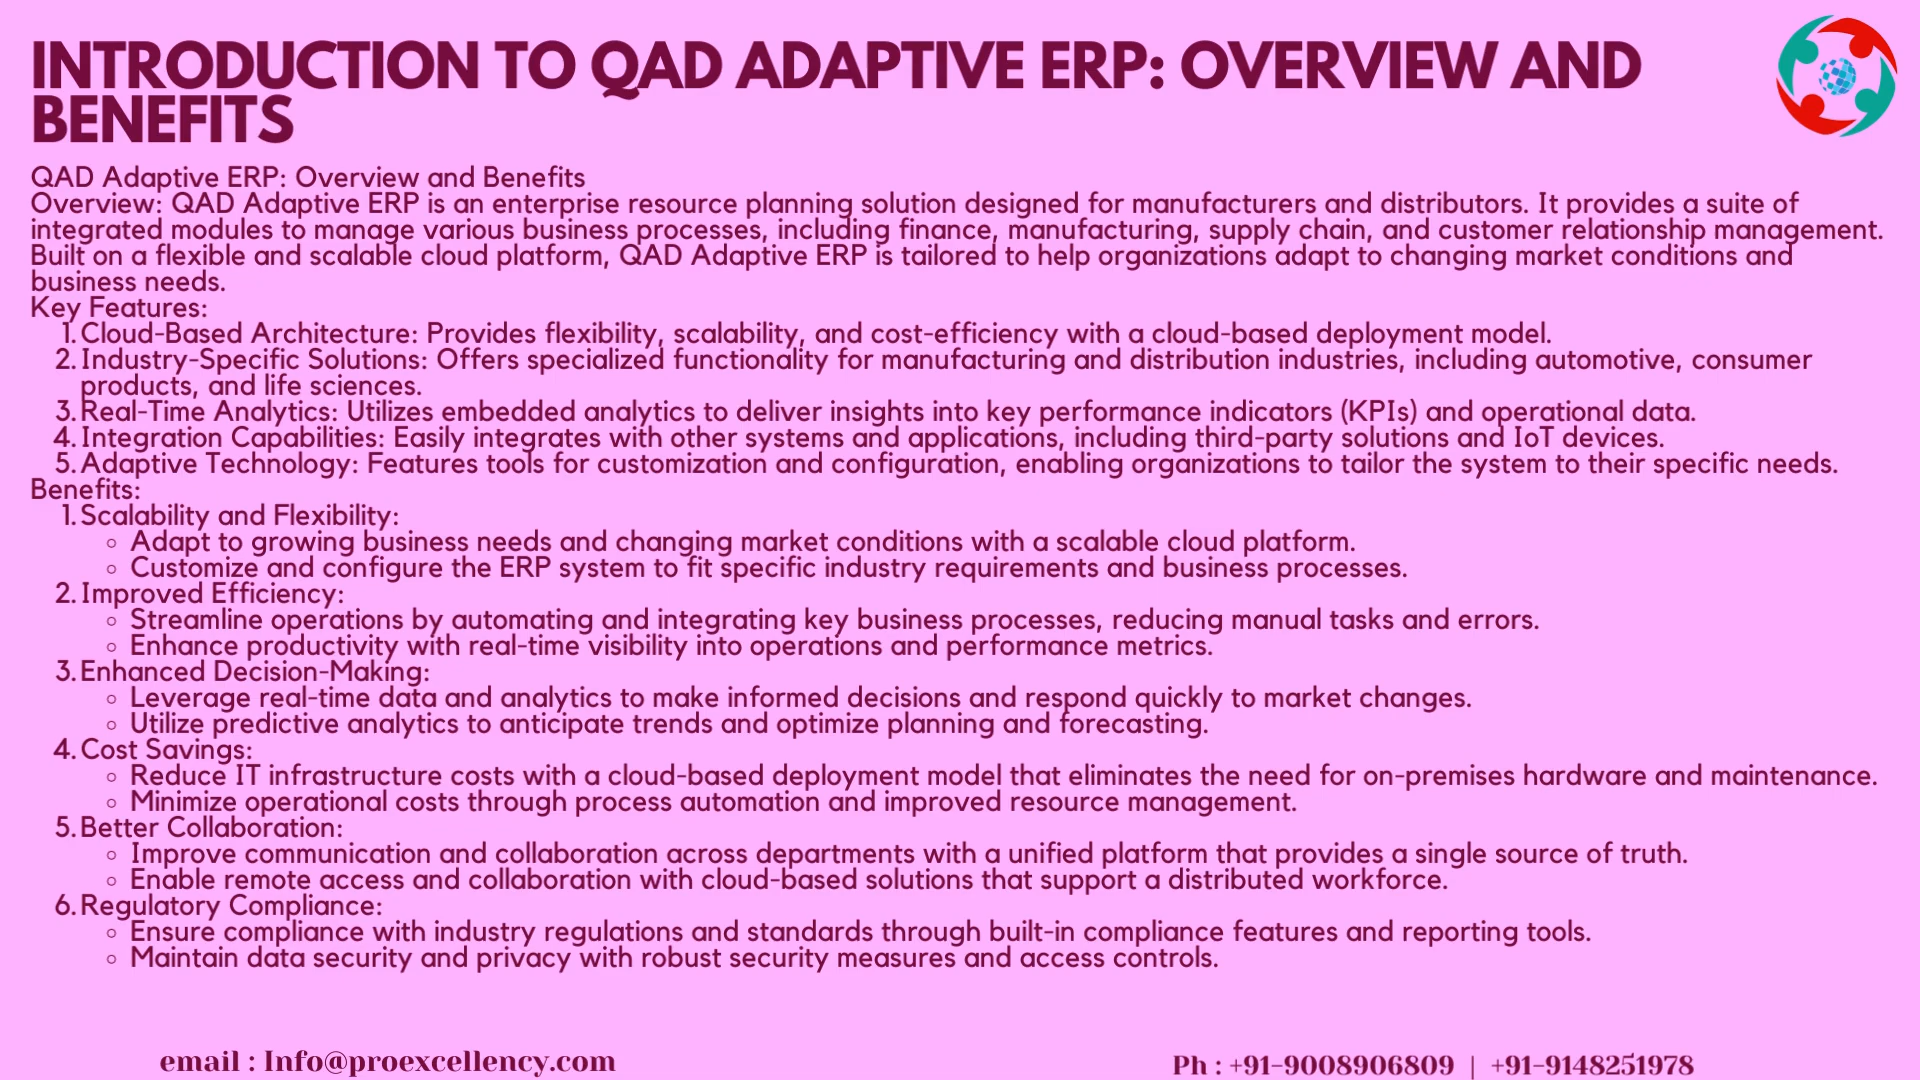 INTRODUCTION TO QAD ADAPTIVE ERP: OVERVIEW AND
BENEFITS
QAD Adaptive ERP: Overview and Benefits
Overview: QAD Adaptive ERP is an enterprise resource planning solution designed for manufacturers and distributors. It provides a suite of
integrated modules to manage various business processes, including finance, manufacturing, supply chain, and customer relationship management.
Built on a flexible and scalable cloud platform, QAD Adaptive ERP is tailored to help organizations adapt to changing market conditions and
business needs.
Key Features:
1. Cloud-Based Architecture: Provides flexibility, scalability, and cost-efficiency with a cloud-based deployment model.
2. Industry-Specific Solutions: Offers specialized functionality for manufacturing and distribution industries, including automotive, consumer
products, and life sciences.
3. Real-Time Analytics: Utilizes embedded analytics to deliver insights into key performance indicators (KPIs) and operational data.
4. Integration Capabilities: Easily integrates with other systems and applications, including third-party solutions and IoT devices.
5. Adaptive Technology: Features tools for customization and configuration, enabling organizations to tailor the system to their specific needs.
Benefits:
1. Scalability and Flexibility:
◦ Adapt to growing business needs and changing market conditions with a scalable cloud platform.
◦ Customize and configure the ERP system to fit specific industry requirements and business processes.
2. Improved Efficiency:
◦ Streamline operations by automating and integrating key business processes, reducing manual tasks and errors.
◦ Enhance productivity with real-time visibility into operations and performance metrics.
3. Enhanced Decision-Making:
◦ Leverage real-time data and analytics to make informed decisions and respond quickly to market changes.
◦ Utilize predictive analytics to anticipate trends and optimize planning and forecasting.
4. Cost Savings:
◦ Reduce IT infrastructure costs with a cloud-based deployment model that eliminates the need for on-premises hardware and maintenance.
◦ Minimize operational costs through process automation and improved resource management.
5. Better Collaboration:
◦ Improve communication and collaboration across departments with a unified platform that provides a single source of truth.
◦ Enable remote access and collaboration with cloud-based solutions that support a distributed workforce.
6. Regulatory Compliance:
◦ Ensure compliance with industry regulations and standards through built-in compliance features and reporting tools.
◦ Maintain data security and privacy with robust security measures and access controls.
email : Info@proexcellency.com
Ph : +91-9008906809 | +91-9148251978